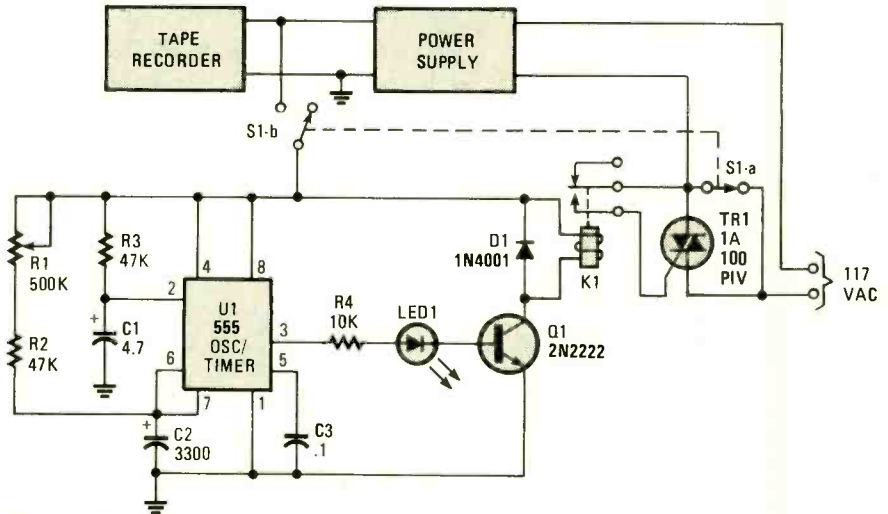 TAPE
RECORDER
POWER
SUPPLY
S1-b
S1-a
R1
500K
R3
47K
4
8
D1
1N4001
K1
TR1
1A
100
PIV
117
VAC
2
U1
555
OSC/
TIMER
3
R4
10K
LED1
Q1
2N2222
+
C1
4.7
R2
47K
6
5
7
1
+
C2
3300
C3
.1